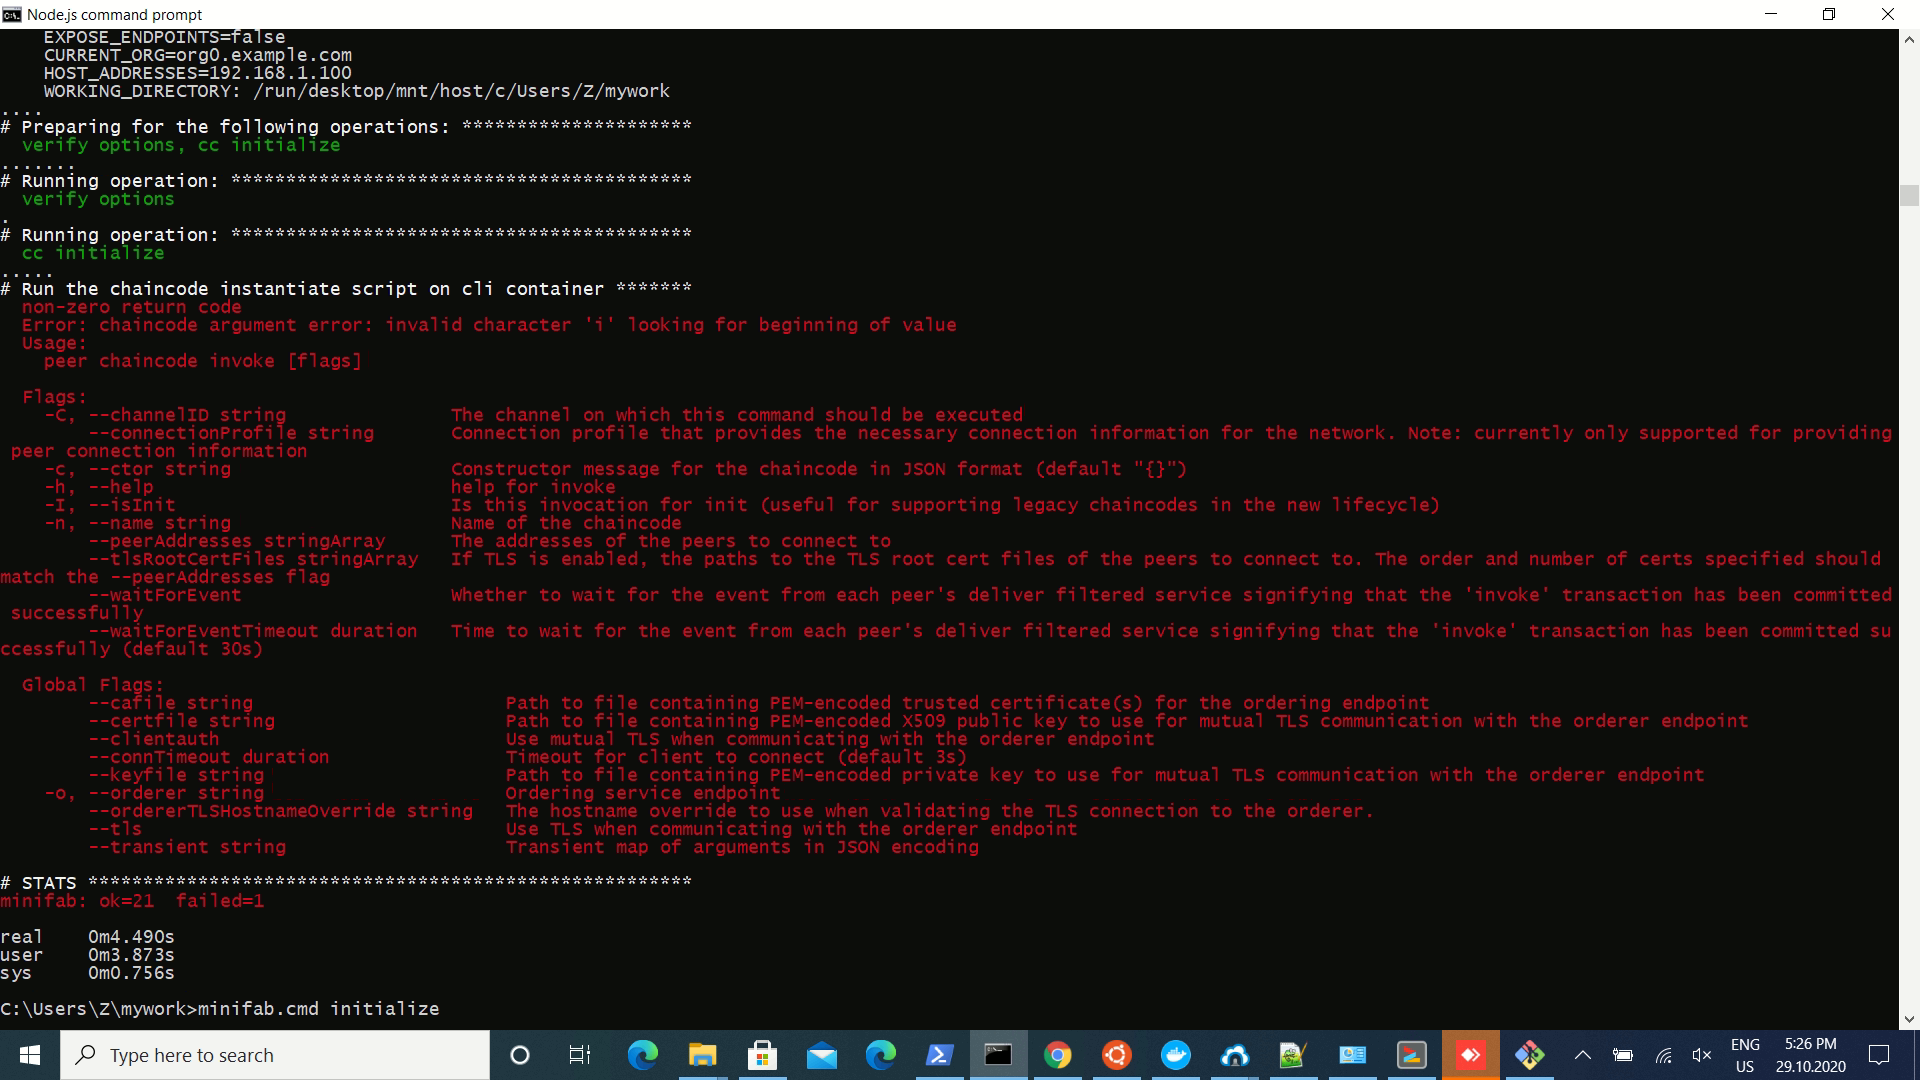 Node.js command prompt
EXPOSE_ENDPOINTS=false
CURRENT_ORG=org0.example.com
HOST_ADDRESSES=192.168.1.100
WORKING_DIRECTORY: /run/desktop/mnt/host/c/Users/Z/mywork
....
# Preparing for the following operations: *********************
verify options, cc initialize
.......
# Running operation: ******************************************
verify options
.
# Running operation: ******************************************
cc initialize
.....
# Run the chaincode instantiate script on cli container *******
non-zero return code
Error: chaincode argument error: invalid character 'i' looking for beginning of value
Usage:
peer chaincode invoke [flags]
Flags:
-C, --channelID string The channel on which this command should be executed
--connectionProfile string Connection profile that provides the necessary connection information for the network. Note: currently only supported for providing
peer connection information
-c, --ctor string Constructor message for the chaincode in JSON format (default "{}")
-h, --help help for invoke
-I, --isInit Is this invocation for init (useful for supporting legacy chaincodes in the new lifecycle)
-n, --name string Name of the chaincode
--peerAddresses stringArray The addresses of the peers to connect to
--tlsRootCertFiles stringArray If TLS is enabled, the paths to the TLS root cert files of the peers to connect to. The order and number of certs specified should
match the --peerAddresses flag
--waitForEvent Whether to wait for the event from each peer's deliver filtered service signifying that the 'invoke' transaction has been committed
successfully
--waitForEventTimeout duration Time to wait for the event from each peer's deliver filtered service signifying that the 'invoke' transaction has been committed su
ccessfully (default 30s)
Global Flags:
--cafile string Path to file containing PEM-encoded trusted certificate(s) for the ordering endpoint
--certfile string Path to file containing PEM-encoded X509 public key to use for mutual TLS communication with the orderer endpoint
--clientauth Use mutual TLS when communicating with the orderer endpoint
--connTimeout duration Timeout for client to connect (default 3s)
--keyfile string Path to file containing PEM-encoded private key to use for mutual TLS communication with the orderer endpoint
-o, --orderer string Ordering service endpoint
--ordererTLSHostnameOverride string The hostname override to use when validating the TLS connection to the orderer.
--tls Use TLS when communicating with the orderer endpoint
--transient string Transient map of arguments in JSON encoding
# STATS *******************************************************
minifab: ok=21 failed=1
real 0m4.490s
user 0m3.873s
sys 0m0.756s
C:\Users\Z\mywork>minifab.cmd initialize
Type here to search
ENG
US
5:26 PM
29.10.2020